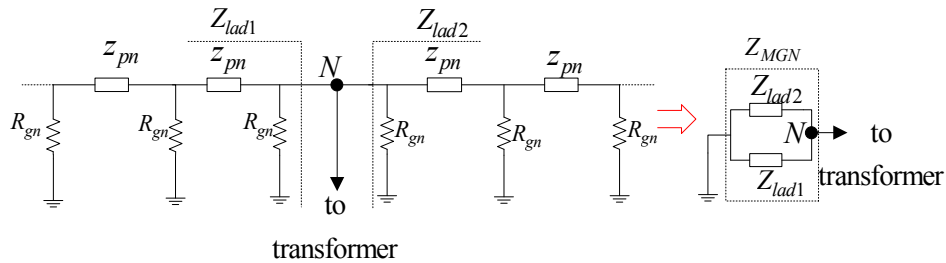 Z_lad1
Z_lad2
z_pn
z_pn
N
z_pn
z_pn
R_gn
R_gn
R_gn
R_gn
R_gn
R_gn
to
transformer
Z_MGN
Z_lad2
N
to
Z_lad1
transformer